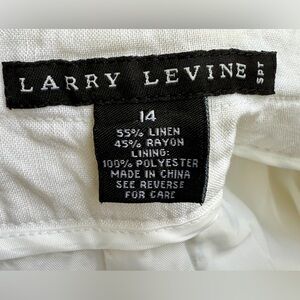 LARRY LEVINE SPT
14
55% LINEN
45% RAYON
LINING:
100% POLYESTER
MADE IN CHINA
SEE REVERSE
FOR CARE